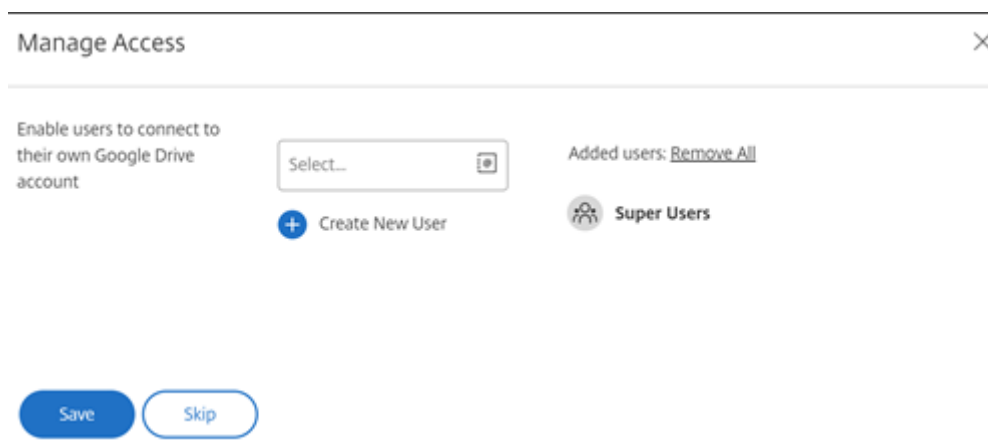 Manage Access
Enable users to connect to
their own Google Drive
account
Select...
Create New User
Added users: Remove All
Super Users
Save
Skip